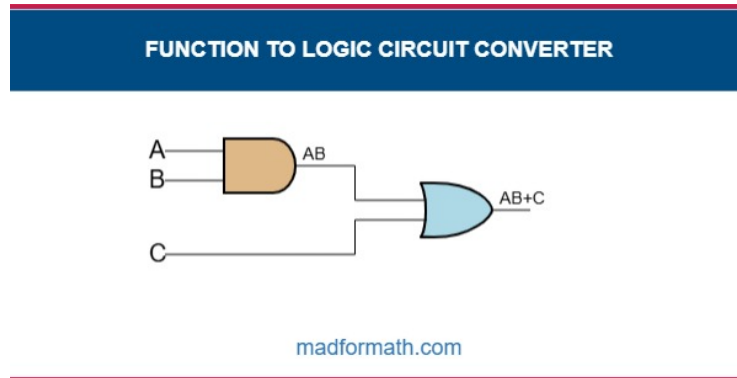 FUNCTION TO LOGIC CIRCUIT CONVERTER
A
AB
B
AB+C
C
madformath.com